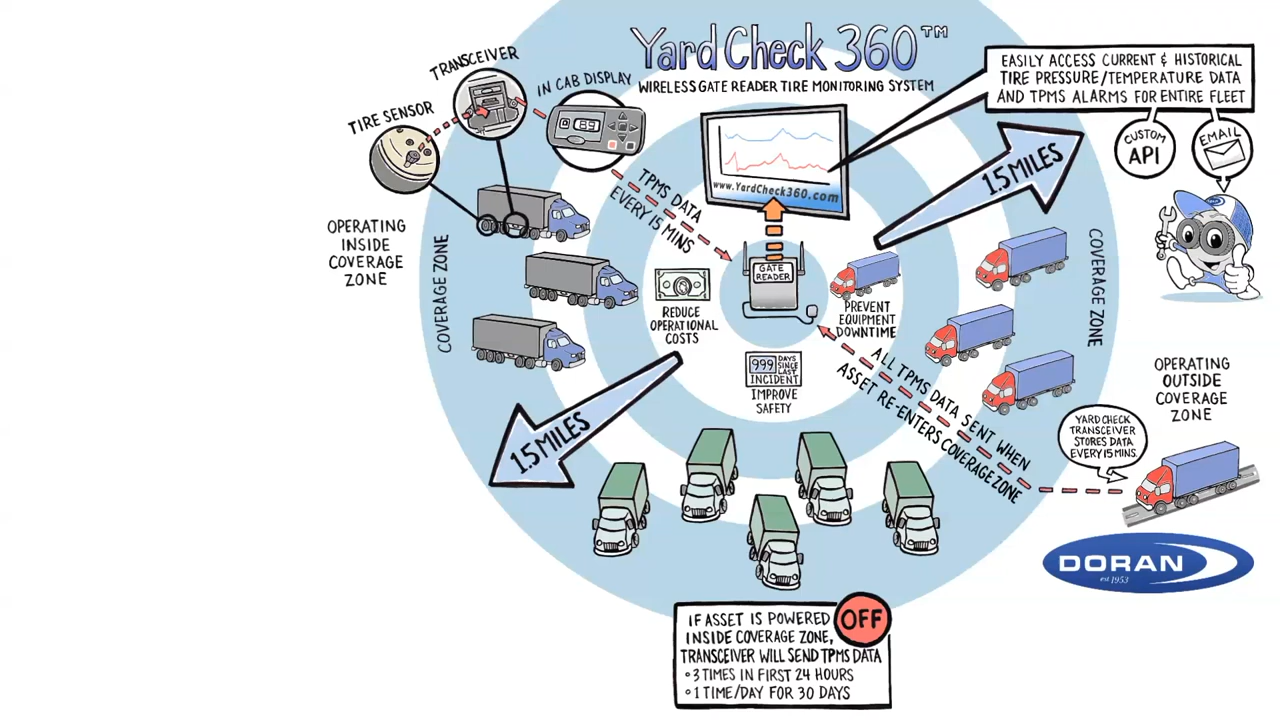 Yard Check 360™
WIRELESS GATE READER TIRE MONITORING SYSTEM
EASILY ACCESS CURRENT & HISTORICAL
TIRE PRESSURE/TEMPERATURE DATA
AND TPMS ALARMS FOR ENTIRE FLEET
CUSTOM
API
EMAIL
TRANSCEIVER
IN CAB DISPLAY
TIRE SENSOR
89
www.YardCheck360.com
1.5 MILES
TPMS DATA
EVERY 15 MINS
OPERATING
INSIDE
COVERAGE
ZONE
COVERAGE ZONE
GATE
READER
REDUCE
OPERATIONAL
COSTS
PREVENT
EQUIPMENT
DOWNTIME
COVERAGE ZONE
999 DAYS
SINCE
LAST
INCIDENT
IMPROVE
SAFETY
ALL TPMS DATA SENT WHEN
ASSET RE-ENTERS COVERAGE ZONE
OPERATING
OUTSIDE
COVERAGE
ZONE
YARD CHECK
TRANSCEIVER
STORES DATA
EVERY 15 MINS.
1.5 MILES
DORAN
est 1953
IF ASSET IS POWERED OFF
INSIDE COVERAGE ZONE,
TRANSCEIVER WILL SEND TPMS DATA
• 3 TIMES IN FIRST 24 HOURS
• 1 TIME/DAY FOR 30 DAYS